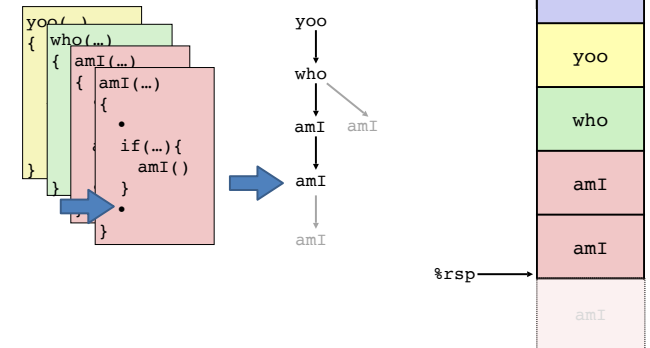 yoo(…)
{
}
who(…)
{
}
amI(…)
{
amI(…)
{
•
if(…){
amI()
}
•
}
yoo
who
amI
amI
amI
amI
yoo
who
amI
amI
%rsp
amI